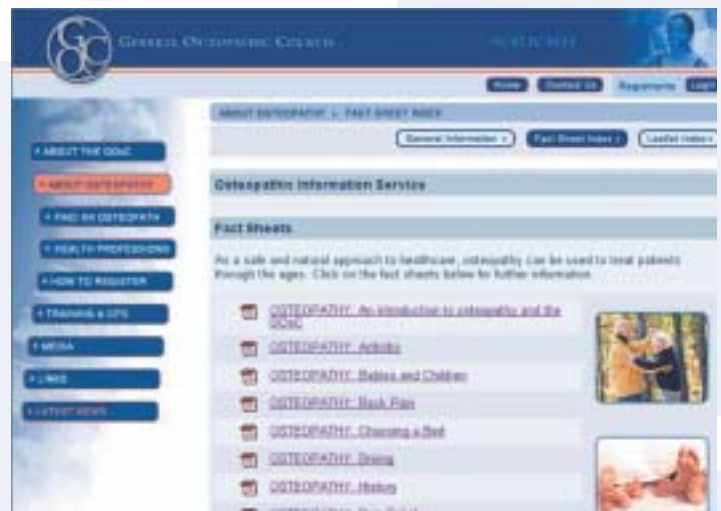 GENERAL OSTEOPATHIC COUNCIL
PUBLIC SITE
Home Contact Us Registrants Login
ABOUT OSTEOPATHY > FACT SHEET INDEX
General Information > Fact Sheet Index > Leaflet Index >
ABOUT THE GOsC
ABOUT OSTEOPATHY
FIND AN OSTEOPATH
HEALTH PROFESSIONS
HOW TO REGISTER
TRAINING & CPD
MEDIA
LINKS
LATEST NEWS
Osteopathic Information Service
Fact Sheets
As a safe and natural approach to healthcare, osteopathy can be used to treat patients
through the ages. Click on the fact sheets below for further information
OSTEOPATHY: An introduction to osteopathy and the
GOsC
OSTEOPATHY: Arthritis
OSTEOPATHY: Babies and Children
OSTEOPATHY: Back Pain
OSTEOPATHY: Choosing a Bed
OSTEOPATHY: Driving
OSTEOPATHY: History